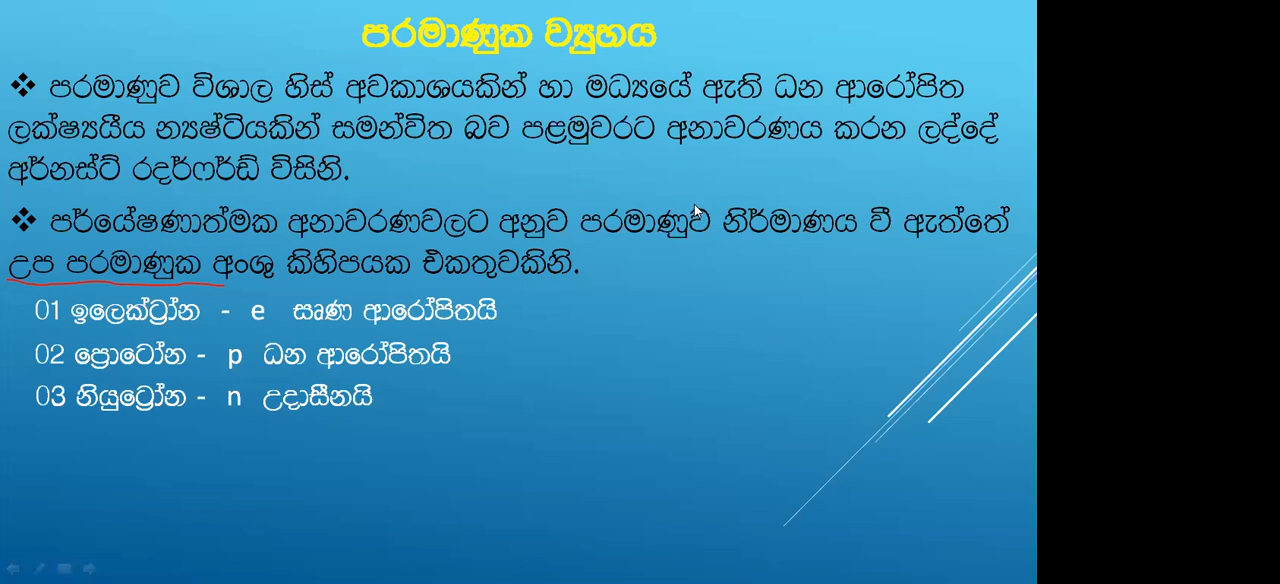 පරමාණුක ව්‍යුහය
❖ පරමාණුව විශාල හිස් අවකාශයකින් හා මධ්‍යයේ ඇති ධන ආරෝපිත
ලක්ෂ්‍යයීය න්‍යෂ්ටියකින් සමන්විත බව පළමුවරට අනාවරණය කරන ලද්දේ
අර්නස්ට් රදර්ෆර්ඩ් විසිනි.
❖ පර්යේෂණාත්මක අනාවරණවලට අනුව පරමාණුව නිර්මාණය වී ඇත්තේ
උප පරමාණුක අංශු කිහිපයක එකතුවකිනි.
01 ඉලෙක්ට්‍රෝන - e සෘණ ආරෝපිතයි
02 ප්‍රොටෝන - p ධන ආරෝපිතයි
03 නියුට්‍රෝන - n උදාසීනයි